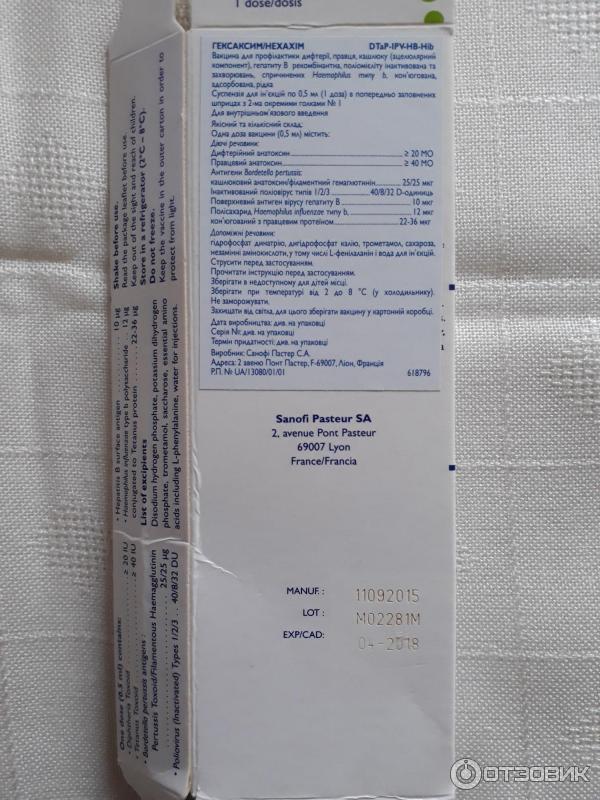 1 dose/dosis
ГЕКСАКСИМ/HEXAXIM DTaP-IPV-HB-Hib
Вакцина для профілактики дифтерії, правця, кашлюку (ацелюлярний
компонент), гепатиту В рекомбінантна, поліомієліту інактивована та
захворювань, спричинених Haemophilus типу b, кон'югована,
адсорбована, рідка
Суспензія для ін'єкцій по 0,5 мл (1 доза) в попередньо заповнених
шприцах з 2-ма окремими голками № 1
Для внутрішньом'язового введення
Якісний та кількісний склад:
Одна доза вакцини (0,5 мл) містить:
Діючі речовини:
Дифтерійний анатоксин ≥ 20 МО
Правцевий анатоксин ≥ 40 МО
Антигени Bordetella pertussis:
кашлюковий анатоксин/філаментний гемаглютинін 25/25 мкг
Інактивований поліовірус типів 1/2/3 40/8/32 D-одиниць
Поверхневий антиген вірусу гепатиту В 10 мкг
Полісахарид Haemophilus influenzae типу b, 12 мкг
кон'югований з правцевим протеїном 22-36 мкг
Допоміжні речовини:
гідрофосфат динатрію, дигідрофосфат калію, трометамол, сахароза,
незамінні амінокислоти, у тому числі L-фенілаланін і вода для ін'єкцій.
Струсити перед застосуванням.
Прочитати інструкцію перед застосуванням.
Зберігати в недоступному для дітей місці.
Зберігати при температурі від 2 до 8 °C (у холодильнику).
Не заморожувати.
Захищати від світла, для цього зберігати вакцину у картонній коробці.
Дата виробництва: див. на упаковці
Серія №: див. на упаковці
Термін придатності: див. на упаковці
Виробник: Санофі Пастер С.А.
Адреса: 2 авеню Понт Пастер, F-69007, Ліон, Франція
Р.П. № UA/13080/01/01 618796
Sanofi Pasteur SA
2, avenue Pont Pasteur
69007 Lyon
France/Francia
MANUF. : 11092015
LOT : M02281M
EXP/CAD: 04-2018
One dose (0.5 ml) contains:
• Diphtheria Toxoid ≥ 20 IU
• Tetanus Toxoid ≥ 40 IU
• Bordetella pertussis antigens
Pertussis Toxoid/Filamentous Haemagglutinin
25/25 µg
• Poliovirus (Inactivated) Types 1/2/3 .. 40/8/32 DU
• Hepatitis B surface antigen 10 µg
• Haemophilus influenzae type b polysaccharide 12 µg
conjugated to Tetanus protein 22-36 µg
List of excipients
Disodium hydrogen phosphate, potassium dihydrogen
phosphate, trometamol, saccharose, essential amino
acids including L-phenylalanine, water for injections.
Shake before use.
Read the package leaflet before use.
Keep out of the sight and reach of children.
Store in a refrigerator (2°C – 8°C).
Do not freeze.
Keep the vaccine in the outer carton in order to
protect from light.
ОТЗОВИК